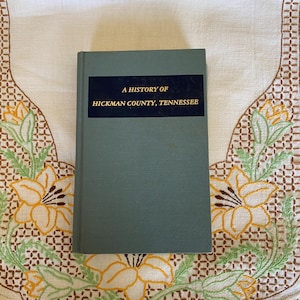 A HISTORY OF
HICKMAN COUNTY, TENNESSEE